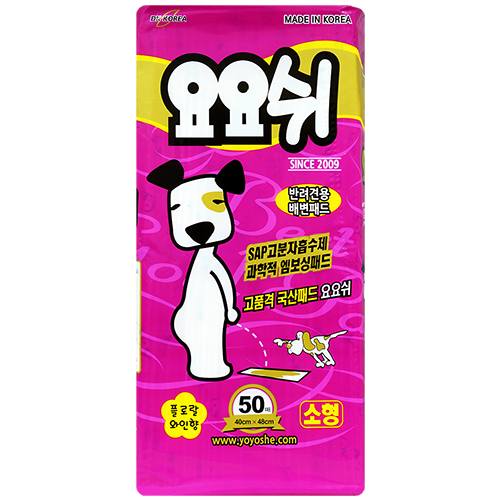 D&KOREA
MADE IN KOREA
요요쉬
SINCE 2009
반려견용
배변패드
SAP고분자흡수제
과학적 엠보싱패드
고품격 국산패드 요요쉬
플로랄
와인향
50매
40cm × 48cm
소형
www.yoyoshe.com